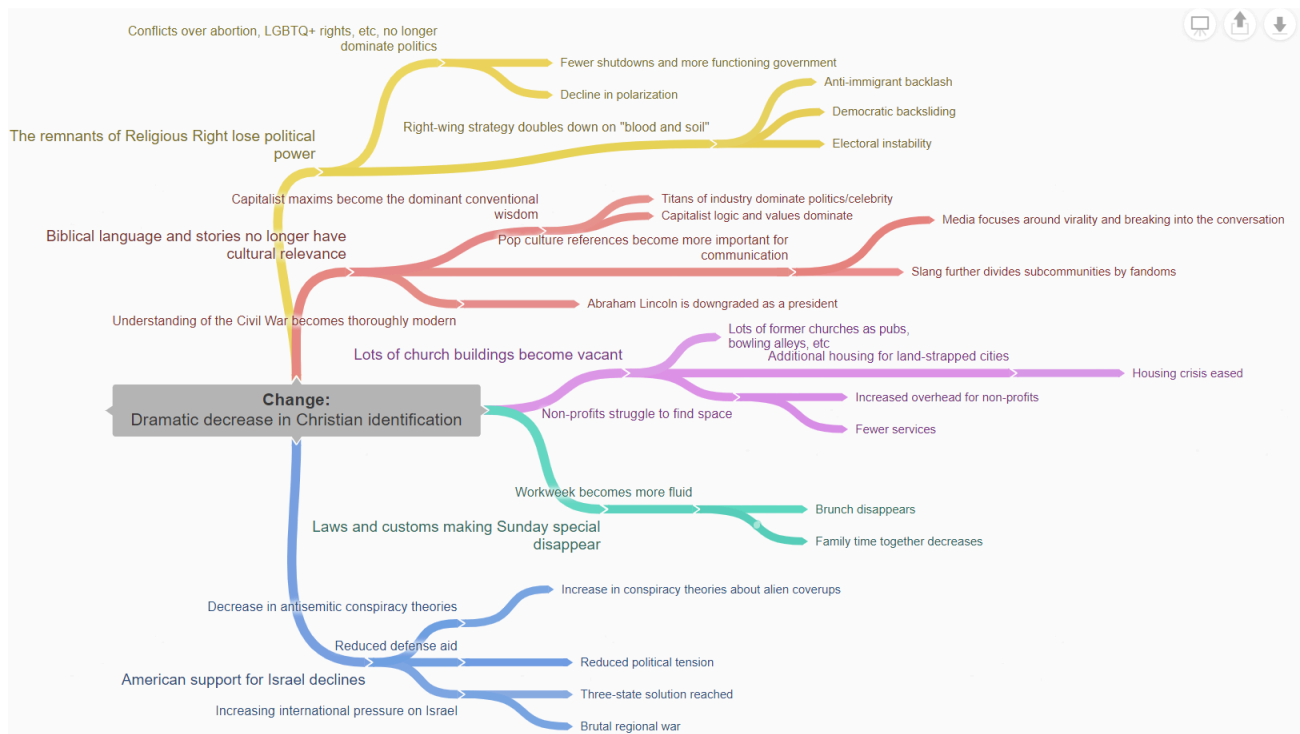 Conflicts over abortion, LGBTQ+ rights, etc, no longer
dominate politics
Fewer shutdowns and more functioning government
Decline in polarization
Anti-immigrant backlash
Democratic backsliding
Electoral instability
Right-wing strategy doubles down on "blood and soil"
The remnants of Religious Right lose political
power
Capitalist maxims become the dominant conventional
wisdom
Titans of industry dominate politics/celebrity
Capitalist logic and values dominate
Biblical language and stories no longer have
cultural relevance
Pop culture references become more important for
communication
Media focuses around virality and breaking into the conversation
Slang further divides subcommunities by fandoms
Abraham Lincoln is downgraded as a president
Understanding of the Civil War becomes thoroughly modern
Lots of church buildings become vacant
Lots of former churches as pubs,
bowling alleys, etc
Additional housing for land-strapped cities
Housing crisis eased
Change:
Dramatic decrease in Christian identification
Non-profits struggle to find space
Increased overhead for non-profits
Fewer services
Workweek becomes more fluid
Brunch disappears
Laws and customs making Sunday special
disappear
Family time together decreases
Decrease in antisemitic conspiracy theories
Increase in conspiracy theories about alien coverups
Reduced defense aid
Reduced political tension
American support for Israel declines
Increasing international pressure on Israel
Three-state solution reached
Brutal regional war